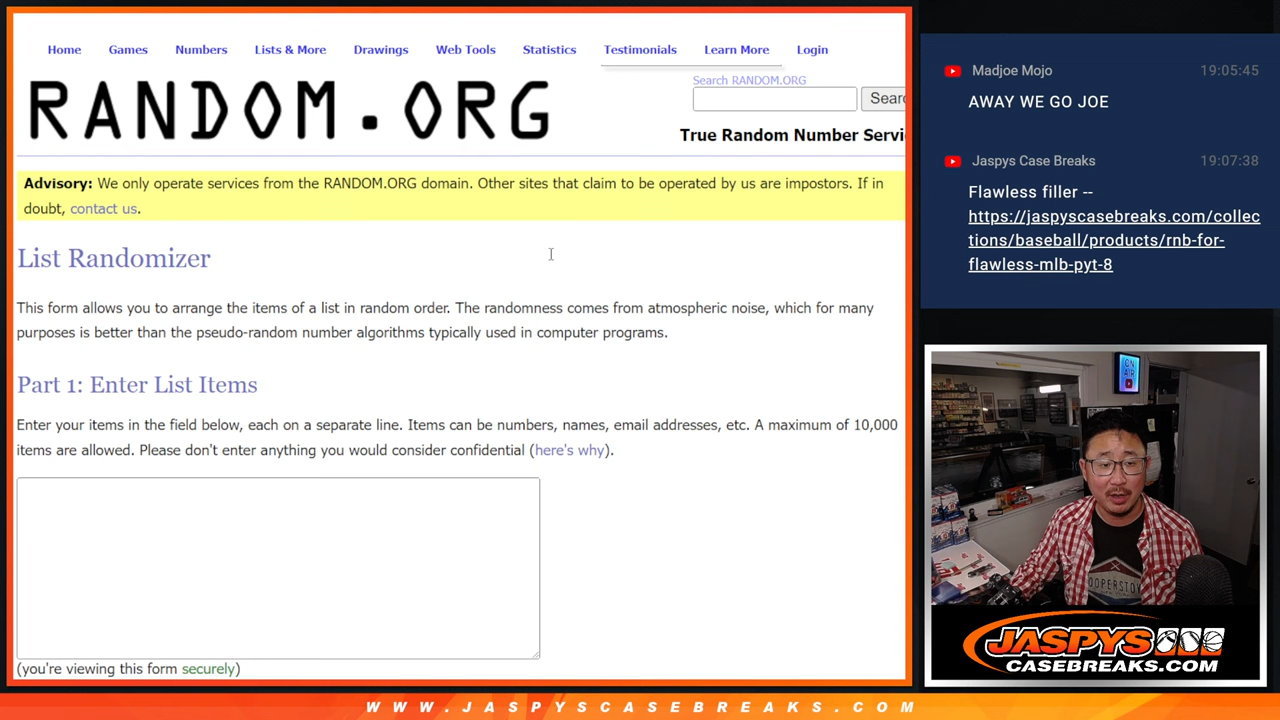 Home Games Numbers Lists & More Drawings Web Tools Statistics Testimonials Learn More Login
RANDOM.ORG
Search RANDOM.ORG
Searc
True Random Number Servi
Advisory: We only operate services from the RANDOM.ORG domain. Other sites that claim to be operated by us are impostors. If in
doubt, contact us.
List Randomizer
This form allows you to arrange the items of a list in random order. The randomness comes from atmospheric noise, which for many
purposes is better than the pseudo-random number algorithms typically used in computer programs.
Part 1: Enter List Items
Enter your items in the field below, each on a separate line. Items can be numbers, names, email addresses, etc. A maximum of 10,000
items are allowed. Please don't enter anything you would consider confidential (here's why).
(you're viewing this form securely)
Madjoe Mojo 19:05:45
AWAY WE GO JOE
Jaspys Case Breaks 19:07:38
Flawless filler --
https://jaspyscasebreaks.com/collec
tions/baseball/products/rnb-for-
flawless-mlb-pyt-8
ON
AIR
JASPYS
CASEBREAKS.COM
WWW.JASPYSCASEBREAKS.COM